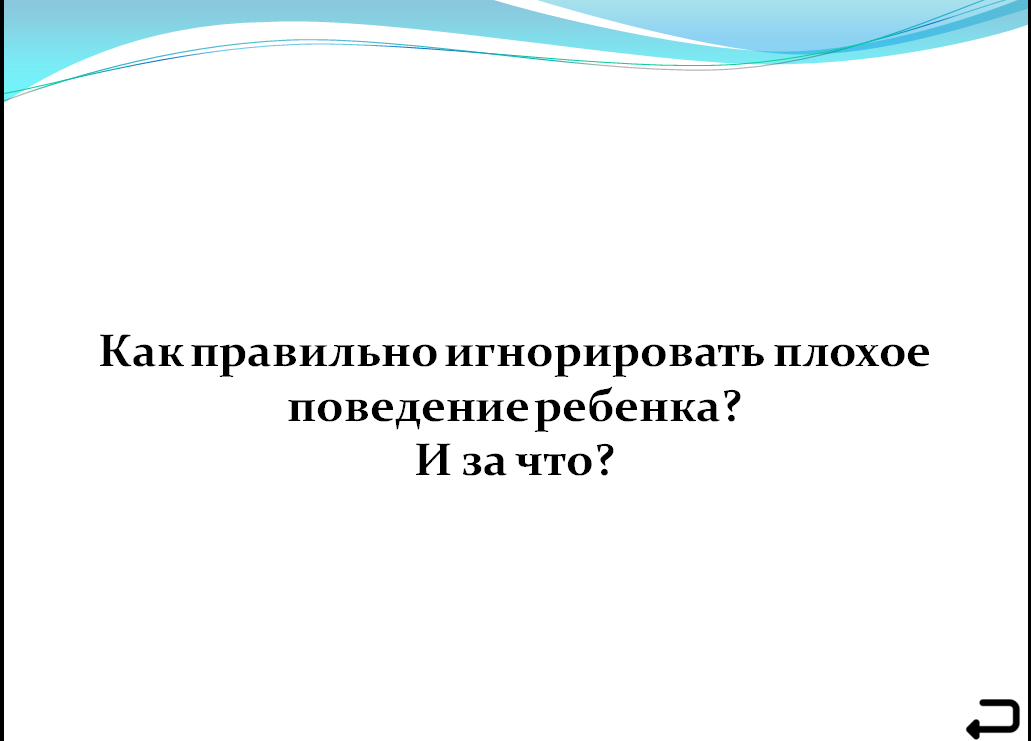 Как правильно игнорировать плохое
поведение ребенка?
И за что?